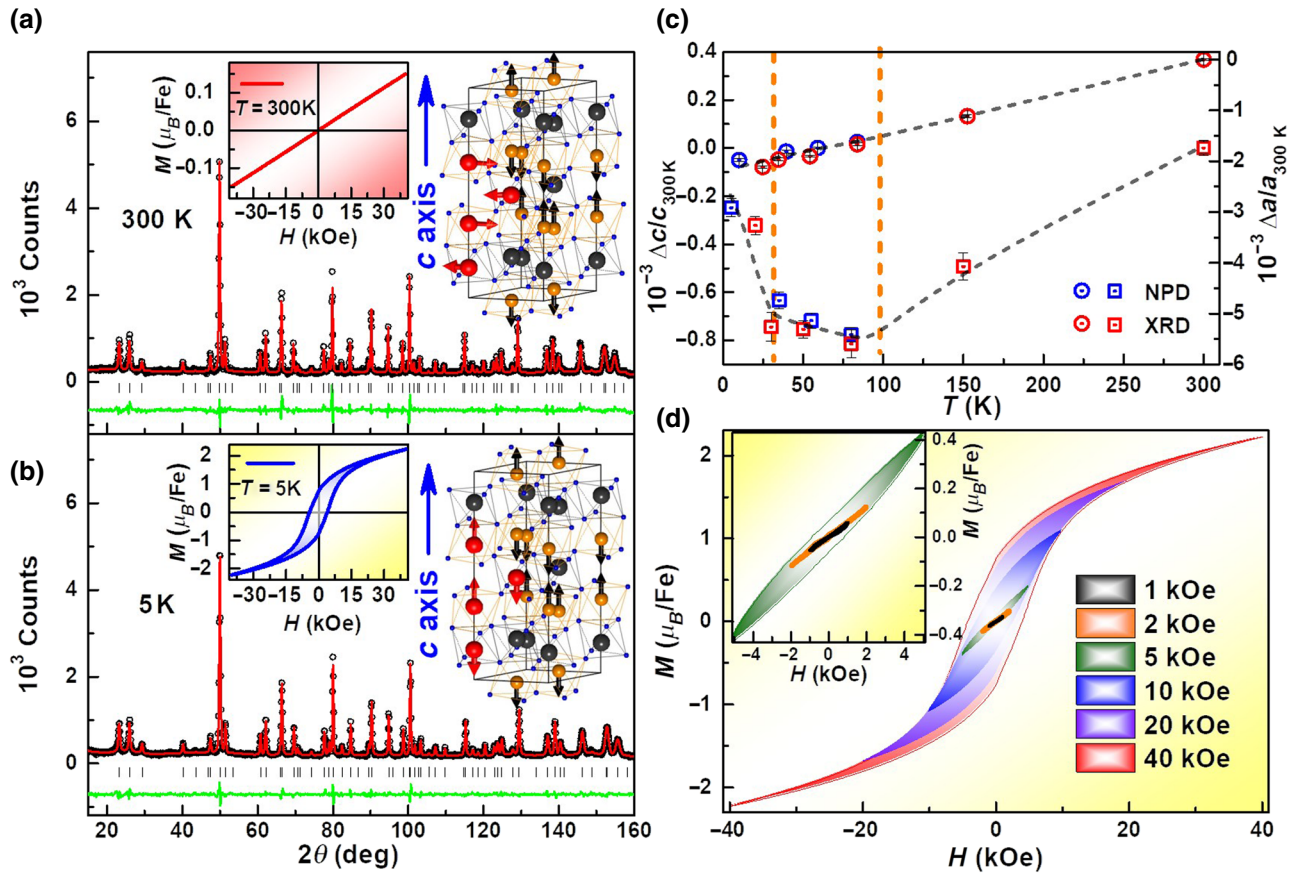 (a)
10³ Counts
6
4
2
0
300 K
M (μB/Fe)
0.1
0.0
−0.1
T = 300K
−30 −15 0 15 30
H (kOe)
c axis
(b)
10³ Counts
6
4
2
0
5 K
M (μB/Fe)
2
1
0
−1
−2
T = 5K
−30 −15 0 15 30
H (kOe)
c axis
20 40 60 80 100 120 140 160
2θ (deg)
(c)
10⁻³ Δc/c300 K
0.4
0.2
0.0
−0.2
−0.4
−0.6
−0.8
0 50 100 150 200 250 300
T (K)
0
−1
−2
−3
−4
−5
−6
10⁻³ Δa/a300 K
NPD
XRD
(d)
M (μB/Fe)
2
1
0
−1
−2
−40 −20 0 20 40
H (kOe)
0.4
0.2
0.0
−0.2
−0.4
M (μB/Fe)
−4 −2 0 2 4
H (kOe)
1 kOe
2 kOe
5 kOe
10 kOe
20 kOe
40 kOe